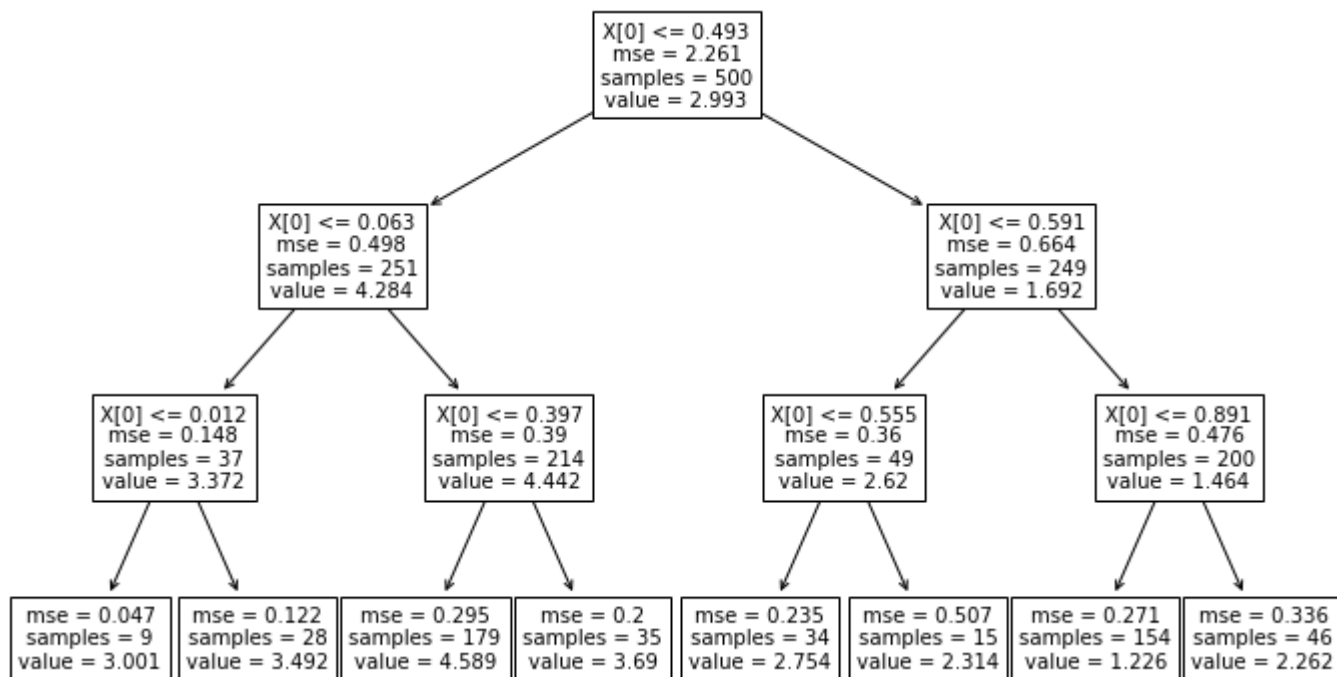 X[0] <= 0.493
mse = 2.261
samples = 500
value = 2.993
X[0] <= 0.063
mse = 0.498
samples = 251
value = 4.284
X[0] <= 0.591
mse = 0.664
samples = 249
value = 1.692
X[0] <= 0.012
mse = 0.148
samples = 37
value = 3.372
X[0] <= 0.397
mse = 0.39
samples = 214
value = 4.442
X[0] <= 0.555
mse = 0.36
samples = 49
value = 2.62
X[0] <= 0.891
mse = 0.476
samples = 200
value = 1.464
mse = 0.047
samples = 9
value = 3.001
mse = 0.122
samples = 28
value = 3.492
mse = 0.295
samples = 179
value = 4.589
mse = 0.2
samples = 35
value = 3.69
mse = 0.235
samples = 34
value = 2.754
mse = 0.507
samples = 15
value = 2.314
mse = 0.271
samples = 154
value = 1.226
mse = 0.336
samples = 46
value = 2.262